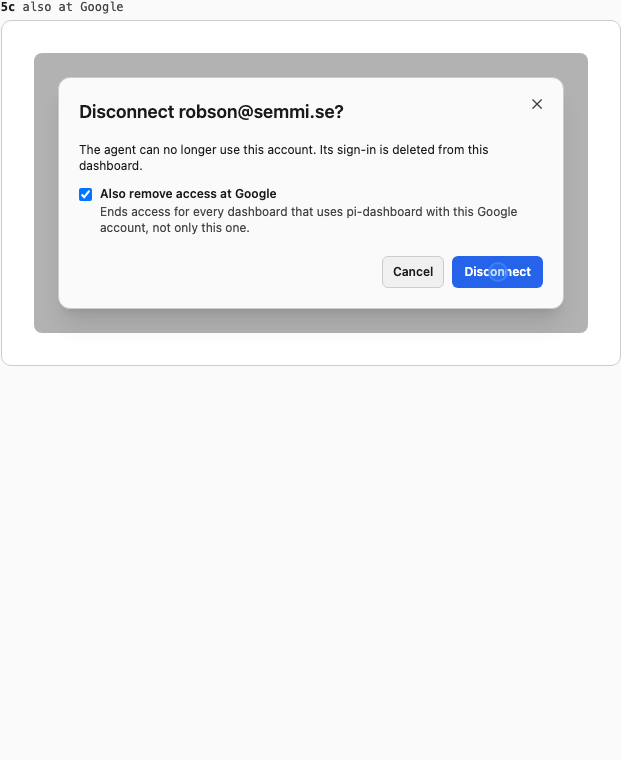 5c also at Google
Disconnect robson@semmi.se?
The agent can no longer use this account. Its sign-in is deleted from this
dashboard.
Also remove access at Google
Ends access for every dashboard that uses pi-dashboard with this Google
account, not only this one.
Cancel Disconnect